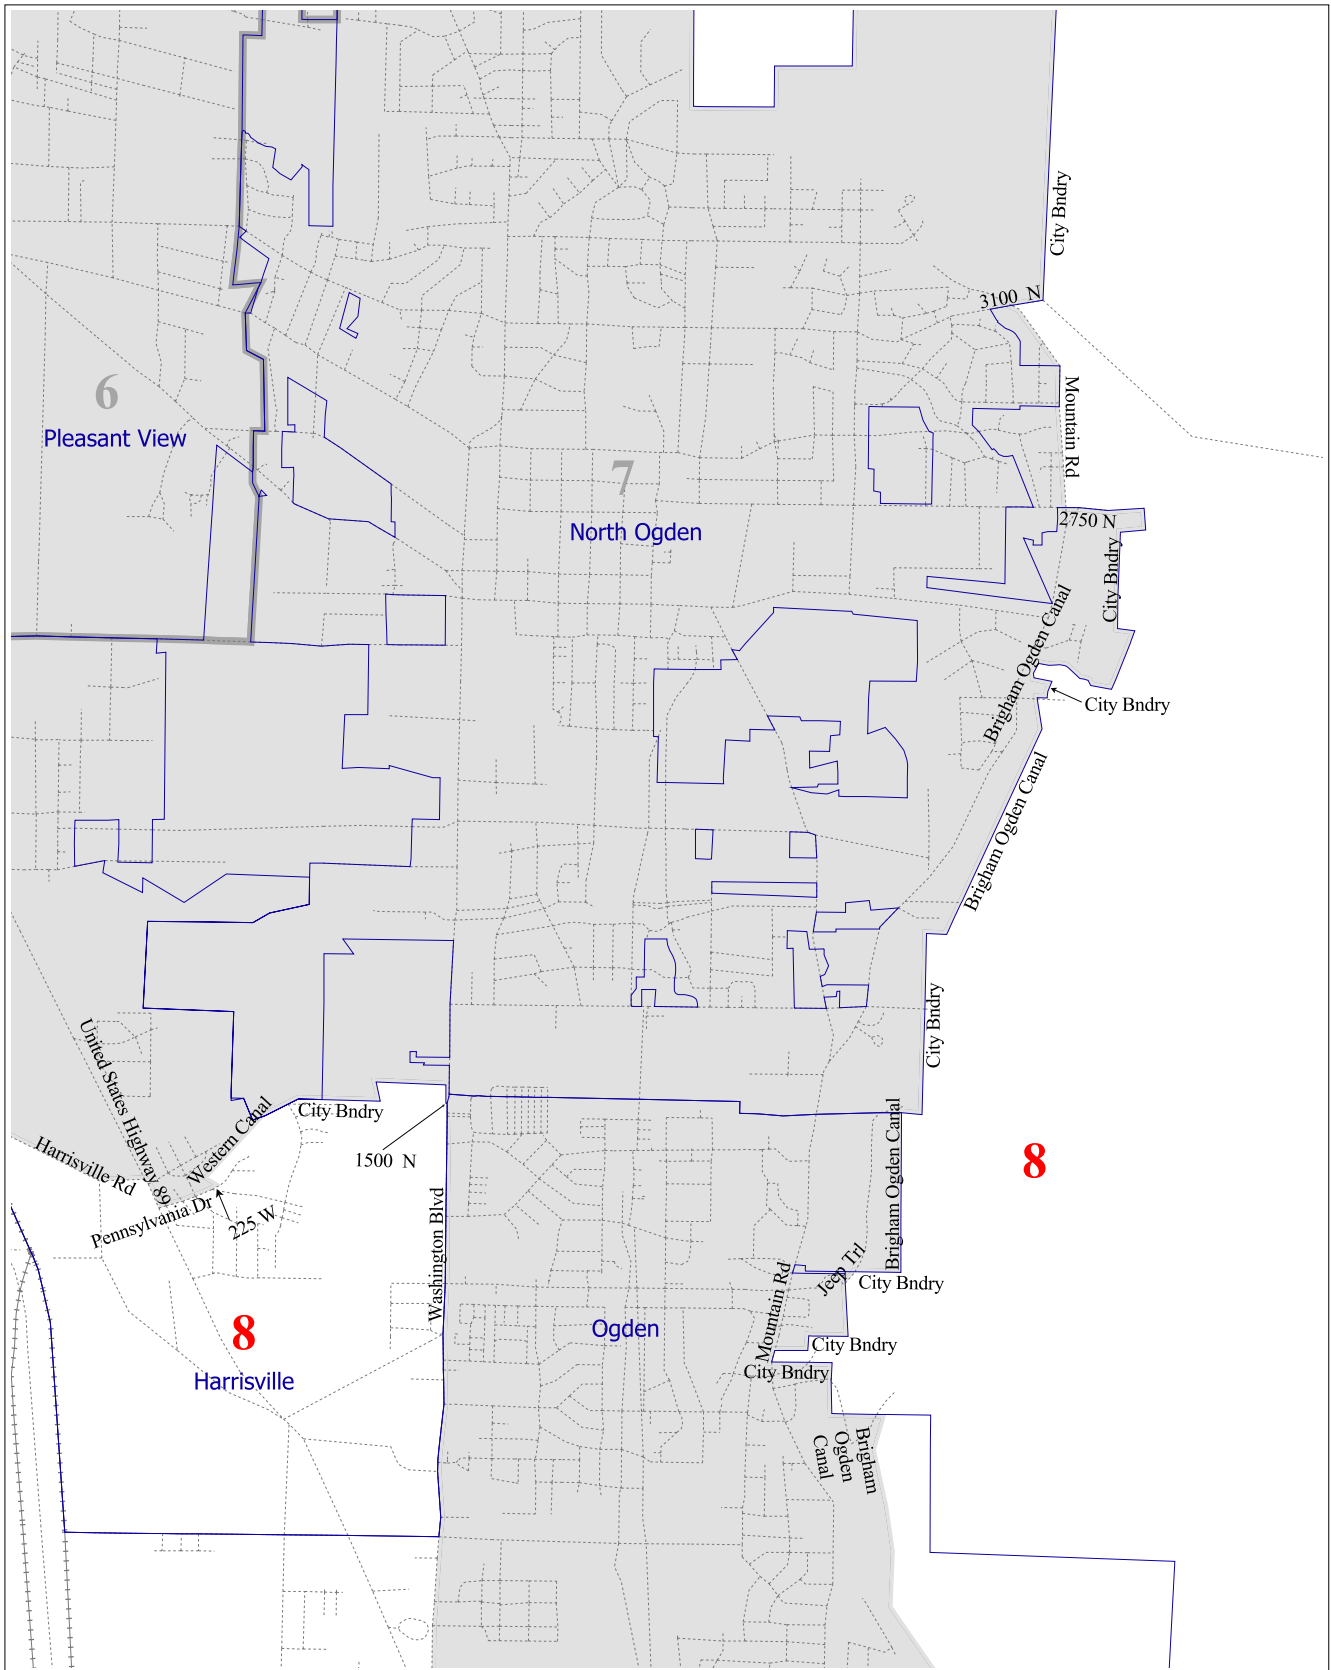 City Bndry
3100 N
Mountain Rd
6
Pleasant View
7
North Ogden
2750 N
City Bndry
Brigham Ogden Canal
City Bndry
Brigham Ogden Canal
City Bndry
United States Highway 89
Western Canal
City Bndry
1500 N
Harrisville Rd
Pennsylvania Dr
225 W
Washington Blvd
Brigham Ogden Canal
8
Jeep Trl
City Bndry
Mountain Rd
8
Harrisville
Ogden
City Bndry
City Bndry
Brigham
Ogden
Canal